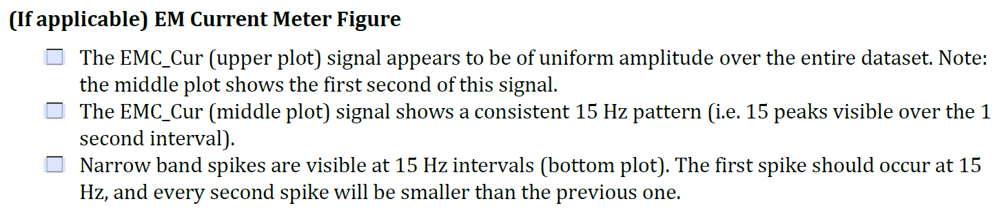 (If applicable) EM Current Meter Figure
The EMC_Cur (upper plot) signal appears to be of uniform amplitude over the entire dataset. Note:
the middle plot shows the first second of this signal.
The EMC_Cur (middle plot) signal shows a consistent 15 Hz pattern (i.e. 15 peaks visible over the 1
second interval).
Narrow band spikes are visible at 15 Hz intervals (bottom plot). The first spike should occur at 15
Hz, and every second spike will be smaller than the previous one.